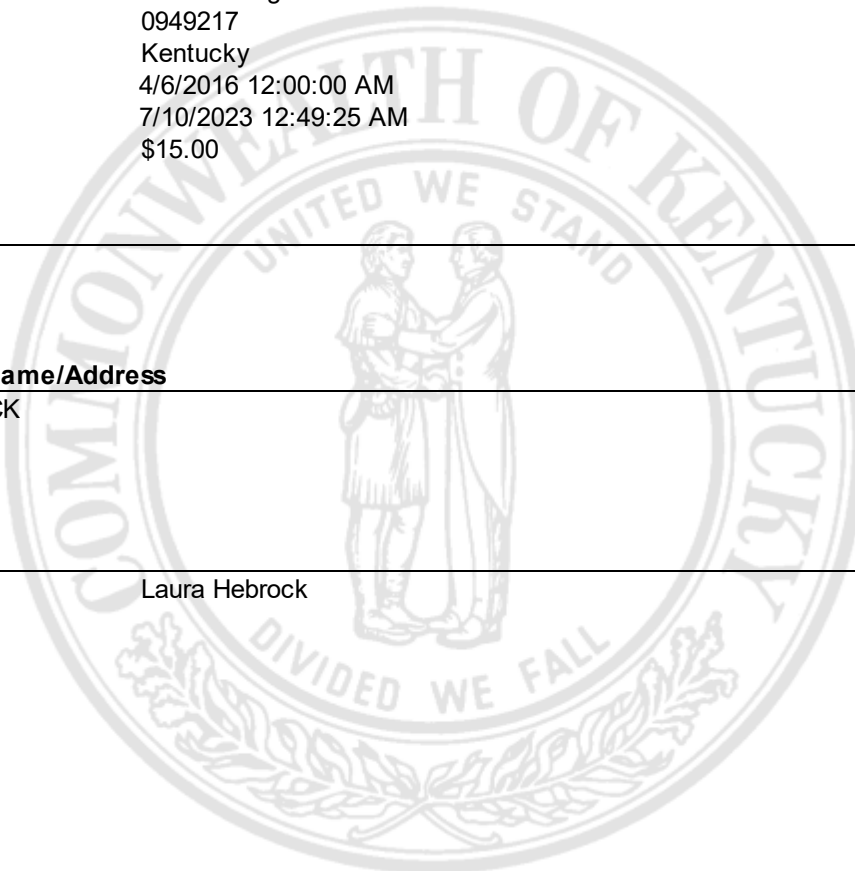 0949217
Kentucky
4/6/2016 12:00:00 AM
7/10/2023 12:49:25 AM
$15.00
COMMONWEALTH OF KENTUCKY
UNITED WE STAND
ame/Address
CK
Laura Hebrock
DIVIDED WE FALL